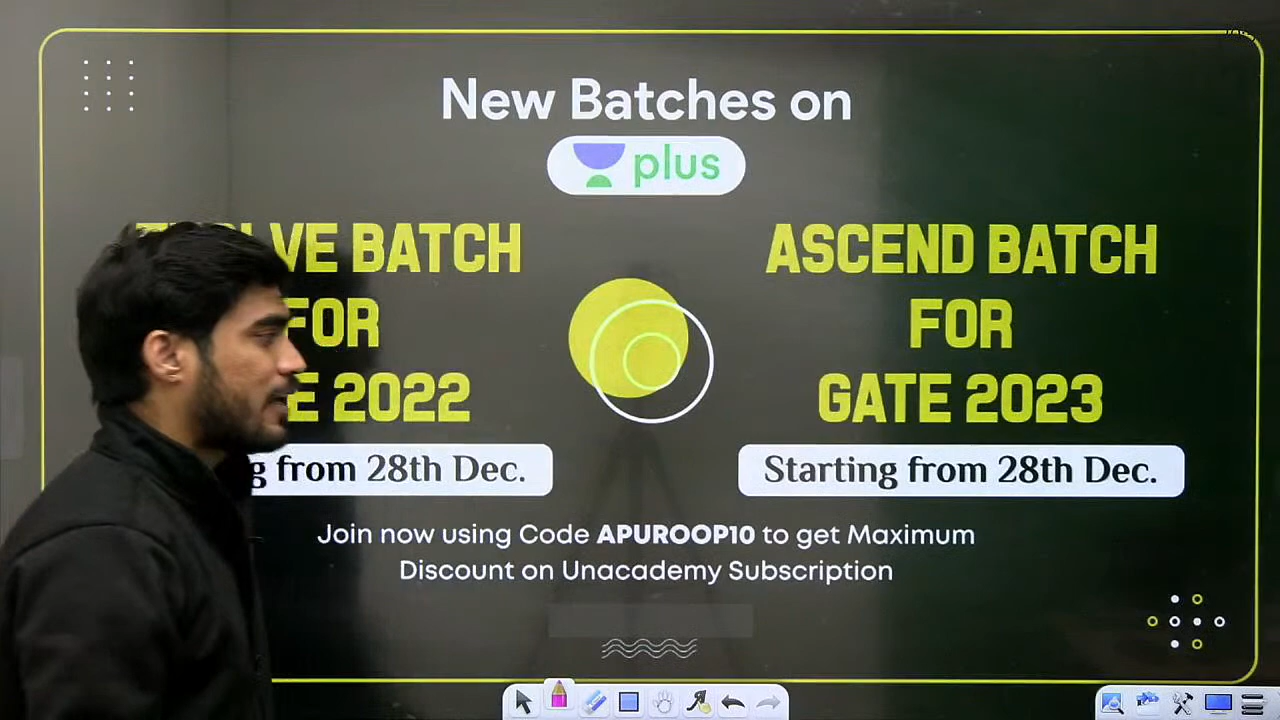 New Batches on
plus
BATCH
FOR
2022
from 28th Dec.
ASCEND BATCH
FOR
GATE 2023
Starting from 28th Dec.
Join now using Code APUROOP10 to get Maximum
Discount on Unacademy Subscription